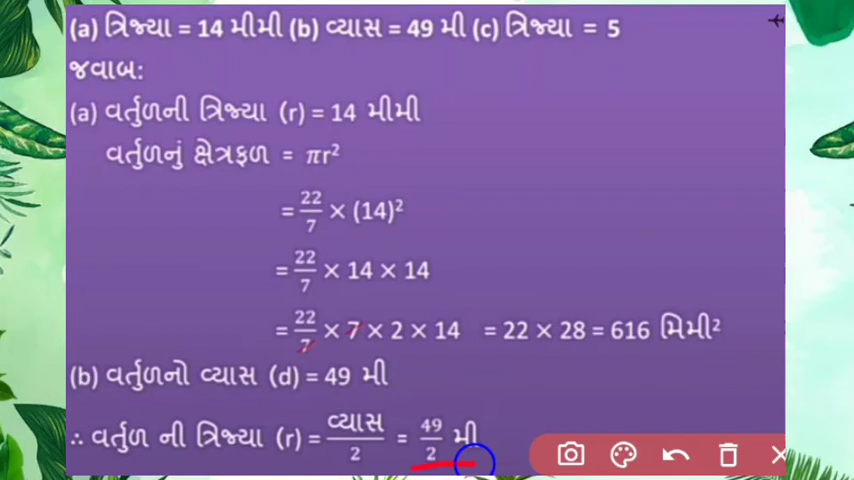 (a) ત્રિજ્યા = 14 મીમી (b) વ્યાસ = 49 મી (c) ત્રિજ્યા = 5
જવાબ:
(a) વર્તુળની ત્રિજ્યા (r) = 14 મીમી
વર્તુળનું ક્ષેત્રફળ = πr²
= 22/7 × (14)²
= 22/7 × 14 × 14
= 22/7 × 7 × 2 × 14 = 22 × 28 = 616 મિમી²
(b) વર્તુળનો વ્યાસ (d) = 49 મી
∴ વર્તુળ ની ત્રિજ્યા (r) = વ્યાસ/2 = 49/2 મી